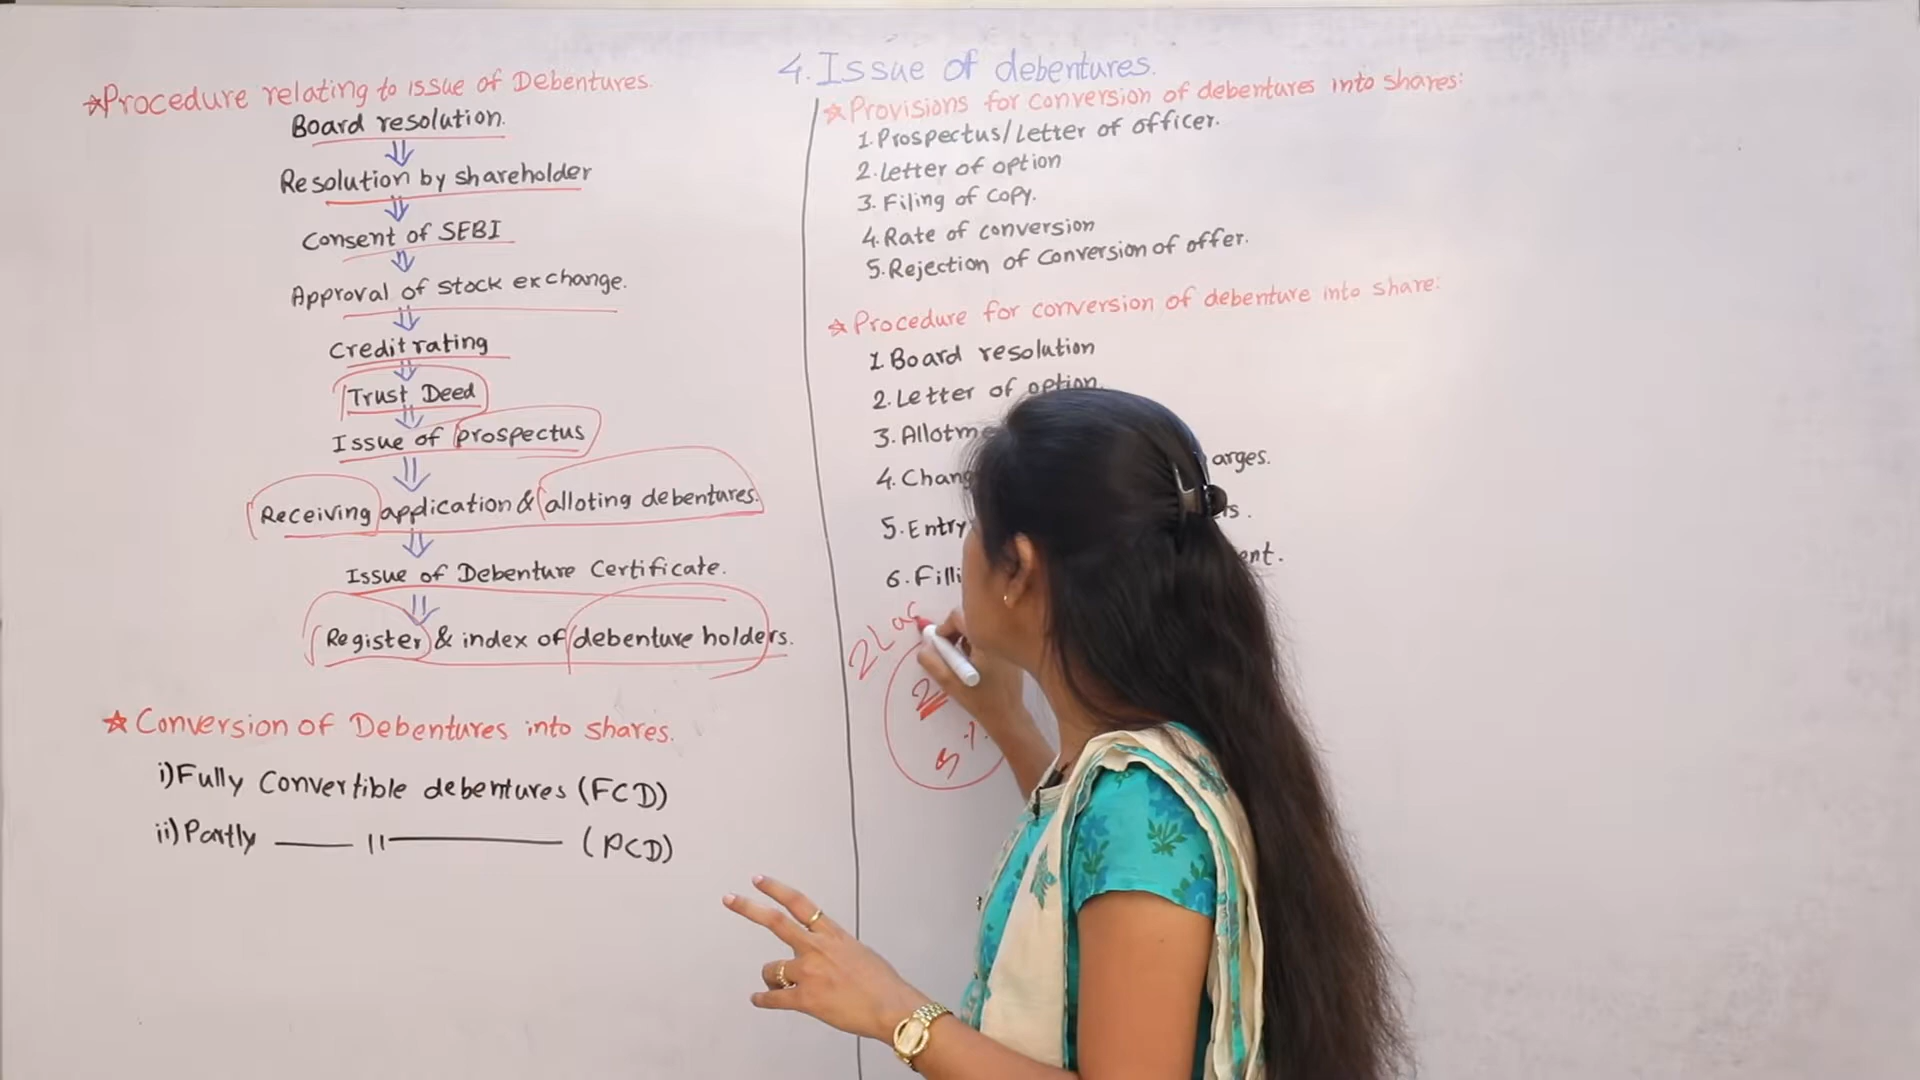 4. Issue of debentures.
☆Procedure relating to issue of Debentures.
Board resolution.
⇓
Resolution by shareholder
⇓
Consent of SEBI
⇓
Approval of stock exchange.
⇓
Credit rating
⇓
Trust Deed
⇓
Issue of prospectus
⇓
Receiving application & alloting debentures.
⇓
Issue of Debenture Certificate.
⇓
Register & index of debenture holders.
☆Conversion of Debentures into shares.
i)Fully Convertible debentures (FCD)
ii)Partly —— 〃 —————— (PCD)
☆Provisions for conversion of debentures into shares:
1.Prospectus/Letter of officer.
2.Letter of option
3.Filing of copy.
4.Rate of conversion
5.Rejection of Conversion of offer.
☆Procedure for conversion of debenture into share:
1.Board resolution
2.Letter of option.
3.Allotme
4.Chang arges.
5.Entry s.
6.Filli ent.
2 L
2